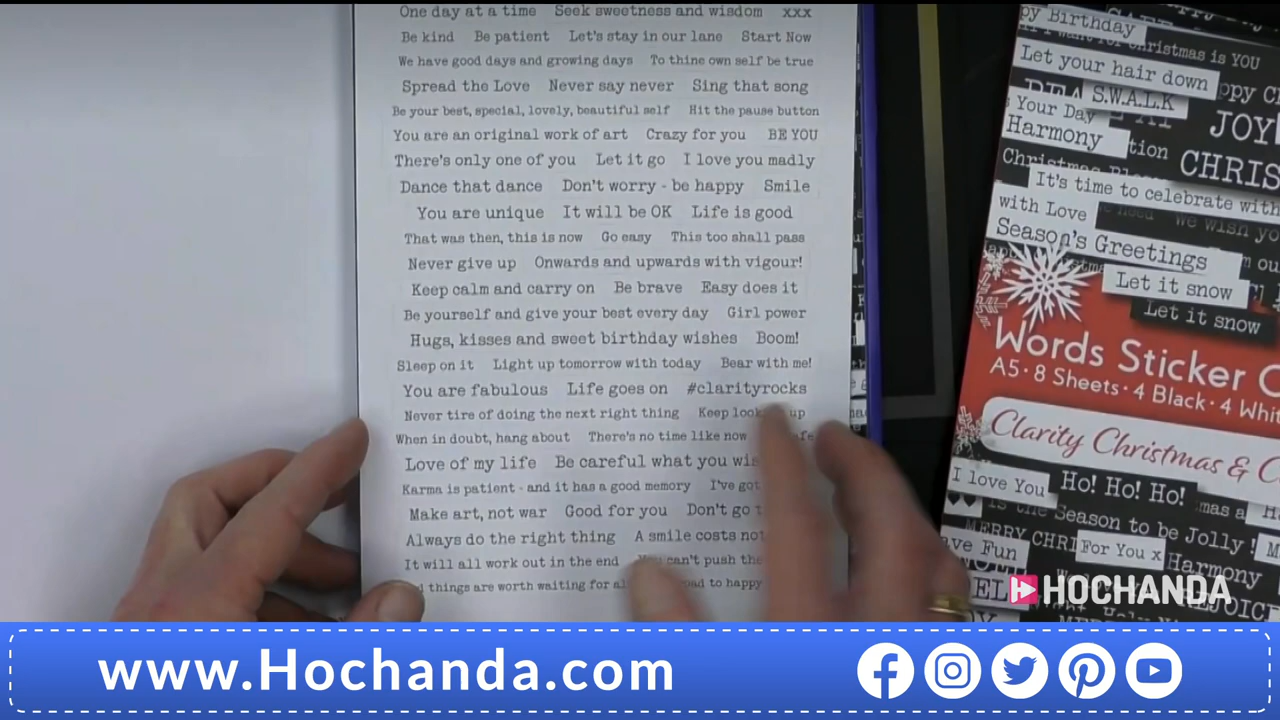 One day at a time Seek sweetness and wisdom xxx
Be kind Be patient Let's stay in our lane Start Now
We have good days and growing days To thine own self be true
Spread the Love Never say never Sing that song
Be your best, special, lovely, beautiful self Hit the pause button
You are an original work of art Crazy for you BE YOU
There's only one of you Let it go I love you madly
Dance that dance Don't worry - be happy Smile
You are unique It will be OK Life is good
That was then, this is now Go easy This too shall pass
Never give up Onwards and upwards with vigour!
Keep calm and carry on Be brave Easy does it
Be yourself and give your best every day Girl power
Hugs, kisses and sweet birthday wishes Boom!
Sleep on it Light up tomorrow with today Bear with me!
You are fabulous Life goes on #clarityrocks
Never tire of doing the next right thing Keep up
When in doubt, hang about There's no time like now
Love of my life Be careful what you
Karma is patient - and it has a good memory I've got
Make art, not war Good for you Don't go
Always do the right thing A smile costs
It will all work out in the end can't push the
things are worth waiting for to happy
Birthday
Christmas is YOU
Let your hair down
S.W.A.L.K
Your Day
JOY
Harmony
CHRIS
It's time to celebrate with
with Love
we wish
Season's Greetings
Let it snow
Let it snow
Words Sticker
A5 · 8 Sheets · 4 Black · 4 Whit
Clarity Christmas &
I love You
Ho! Ho! Ho!
the Season to be Jolly !
MERRY
Fun
For You x
Harmony
REJOICE
HOCHANDA
www.Hochanda.com